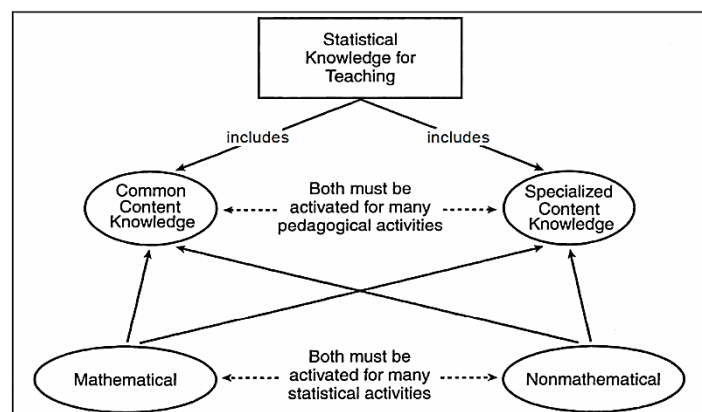 Statistical
Knowledge for
Teaching
includes
includes
Common
Content
Knowledge
Both must be
activated for many
pedagogical activities
Specialized
Content
Knowledge
Mathematical
Both must be
activated for many
statistical activities
Nonmathematical